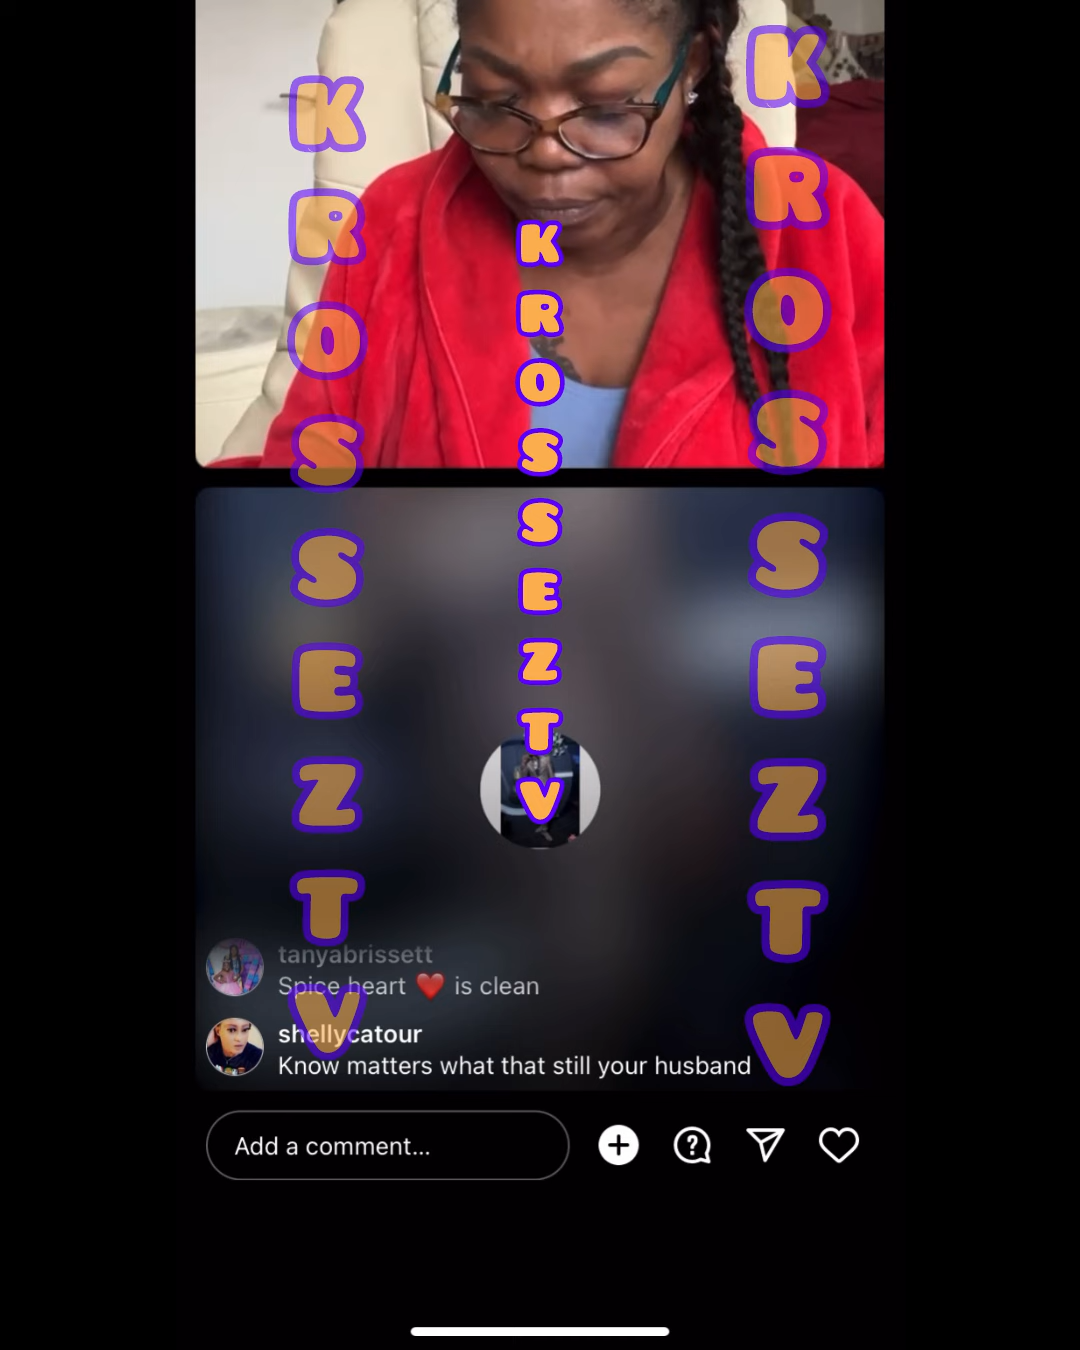 KROSSEZTV
KROSSEZTV
KROSSEZTV
tanyabrissett
Spice heart ❤️ is clean
shellycatour
Know matters what that still your husband
Add a comment...